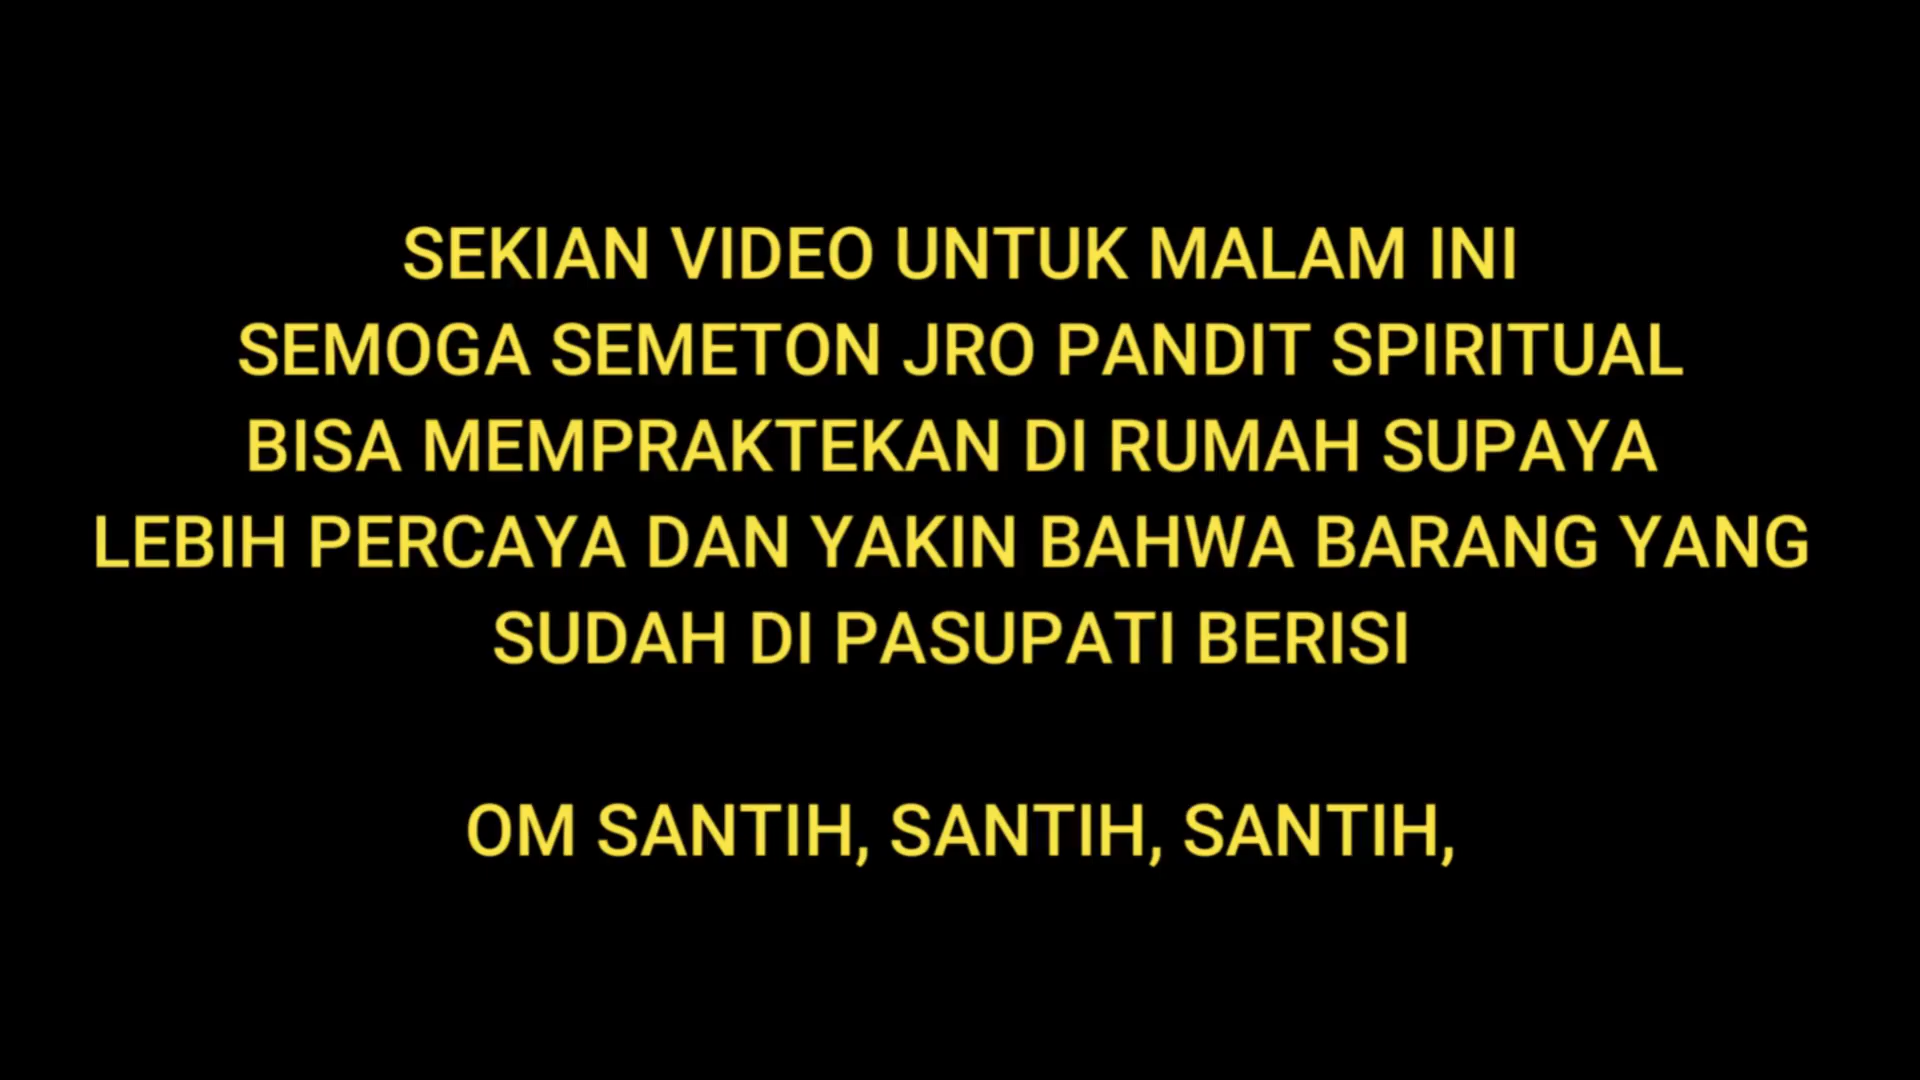 SEKIAN VIDEO UNTUK MALAM INI
SEMOGA SEMETON JRO PANDIT SPIRITUAL
BISA MEMPRAKTEKAN DI RUMAH SUPAYA
LEBIH PERCAYA DAN YAKIN BAHWA BARANG YANG
SUDAH DI PASUPATI BERISI
OM SANTIH, SANTIH, SANTIH,